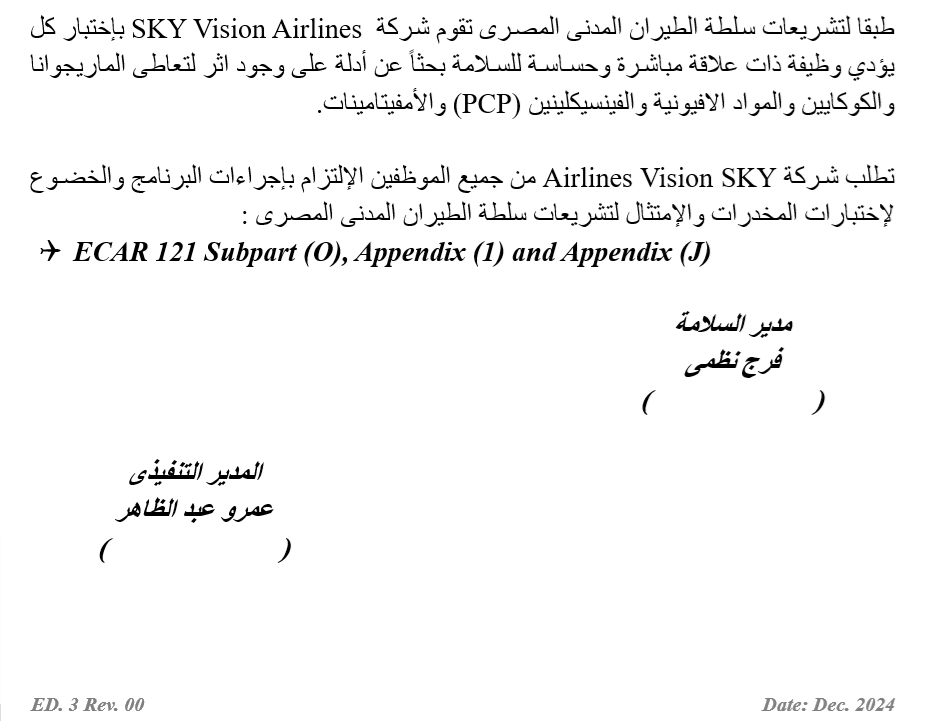 طبقا لتشريعات سلطة الطيران المدنى المصرى تقوم شركة SKY Vision Airlines بإختبار كل
يؤدي وظيفة ذات علاقة مباشرة وحساسة للسلامة بحثاً عن أدلة على وجود اثر لتعاطى الماريجوانا
والكوكايين والمواد الافيونية والفينسيكلينين (PCP) والأمفيتامينات.
تطلب شركة Airlines Vision SKY من جميع الموظفين الإلتزام بإجراءات البرنامج والخضوع
لإختبارات المخدرات والإمتثال لتشريعات سلطة الطيران المدنى المصرى :
✈ ECAR 121 Subpart (O), Appendix (1) and Appendix (J)
مدير السلامة
فرج نظمى
( )
المدير التنفيذى
عمرو عبد الظاهر
( )
ED. 3 Rev. 00 Date: Dec. 2024